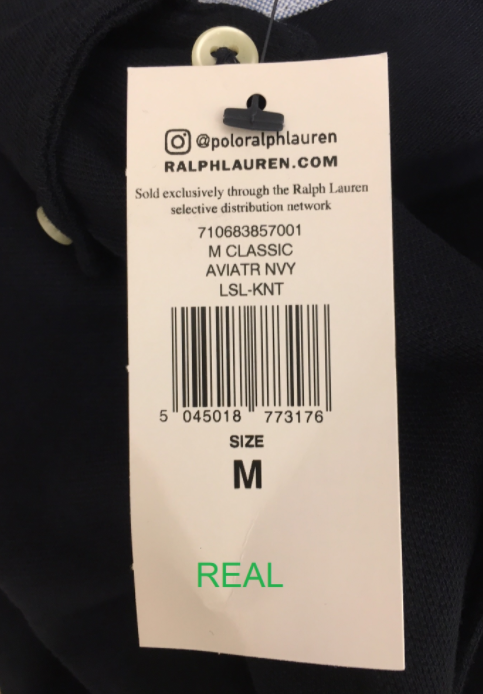 @poloralphlauren
RALPHLAUREN.COM
Sold exclusively through the Ralph Lauren
selective distribution network
710683857001
M CLASSIC
AVIATR NVY
LSL-KNT
5 045018 773176
SIZE
M
REAL